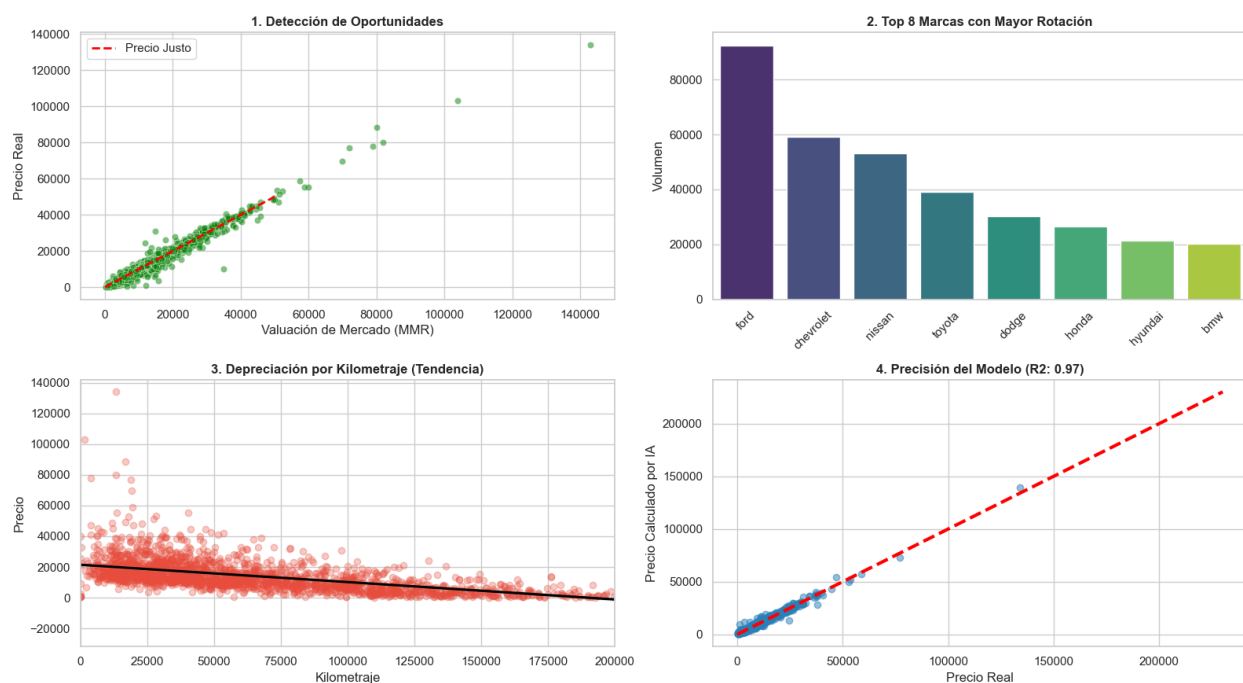 1. Detección de Oportunidades
140000
120000
100000
80000
60000
40000
20000
0
Precio Real
Precio Justo
0 20000 40000 60000 80000 100000 120000 140000
Valuación de Mercado (MMR)
2. Top 8 Marcas con Mayor Rotación
80000
60000
40000
20000
0
Volumen
ford chevrolet nissan toyota dodge honda hyundai bmw
3. Depreciación por Kilometraje (Tendencia)
140000
120000
100000
80000
60000
40000
20000
0
−20000
Precio
0 25000 50000 75000 100000 125000 150000 175000 200000
Kilometraje
4. Precisión del Modelo (R2: 0.97)
200000
150000
100000
50000
0
Precio Calculado por IA
0 50000 100000 150000 200000
Precio Real